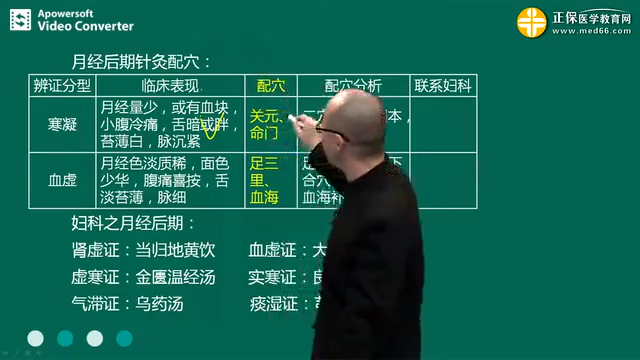 Apowersoft
Video Converter
正保医学教育网
www.med66.com
月经后期针灸配穴：
辨证分型 临床表现 配穴 配穴分析 联系妇科
寒凝
月经量少，或有血块，
小腹冷痛，舌暗或胖，
苔薄白，脉沉紧
关元、
命门
本，
血虚
月经色淡质稀，面色
少华，腹痛喜按，舌
淡苔薄，脉细
足三
里、
血海
足 下
合穴
血海补
妇科之月经后期：
肾虚证：当归地黄饮 血虚证：大
虚寒证：金匮温经汤 实寒证：良
气滞证：乌药汤 痰湿证：